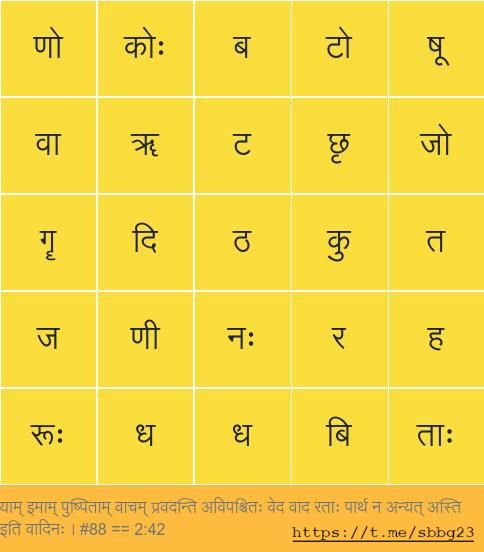 णो कोः ब टो षू
वा ॠ ट छृ जो
गॄ दि ठ कु त
ज णी नः र ह
रूः ध ध बि ताः
याम् इमाम् पुष्पिताम् वाचम् प्रवदन्ति अविपश्चितः वेद वाद रताः पार्थ न अन्यत् अस्ति
इति वादिनः । #88 == 2:42
https://t.me/sbbg23